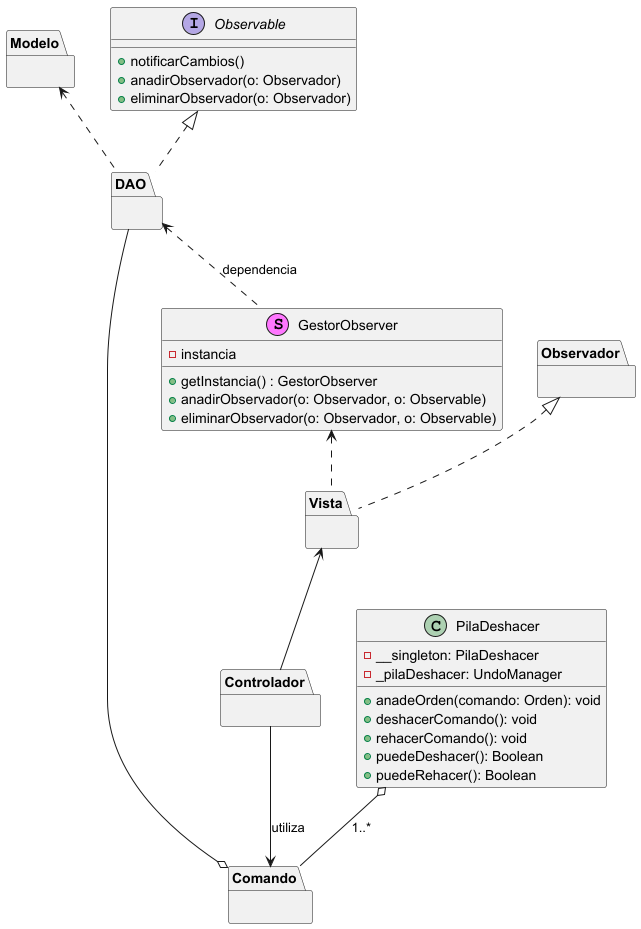 I Observable
Modelo
notificarCambios()
anadirObservador(o: Observador)
eliminarObservador(o: Observador)
DAO
dependencia
S GestorObserver
instancia
getInstancia() : GestorObserver
anadirObservador(o: Observador, o: Observable)
eliminarObservador(o: Observador, o: Observable)
Observador
Vista
C PilaDeshacer
__singleton: PilaDeshacer
_pilaDeshacer: UndoManager
anadeOrden(comando: Orden): void
deshacerComando(): void
rehacerComando(): void
puedeDeshacer(): Boolean
puedeRehacer(): Boolean
Controlador
utiliza
1..*
Comando